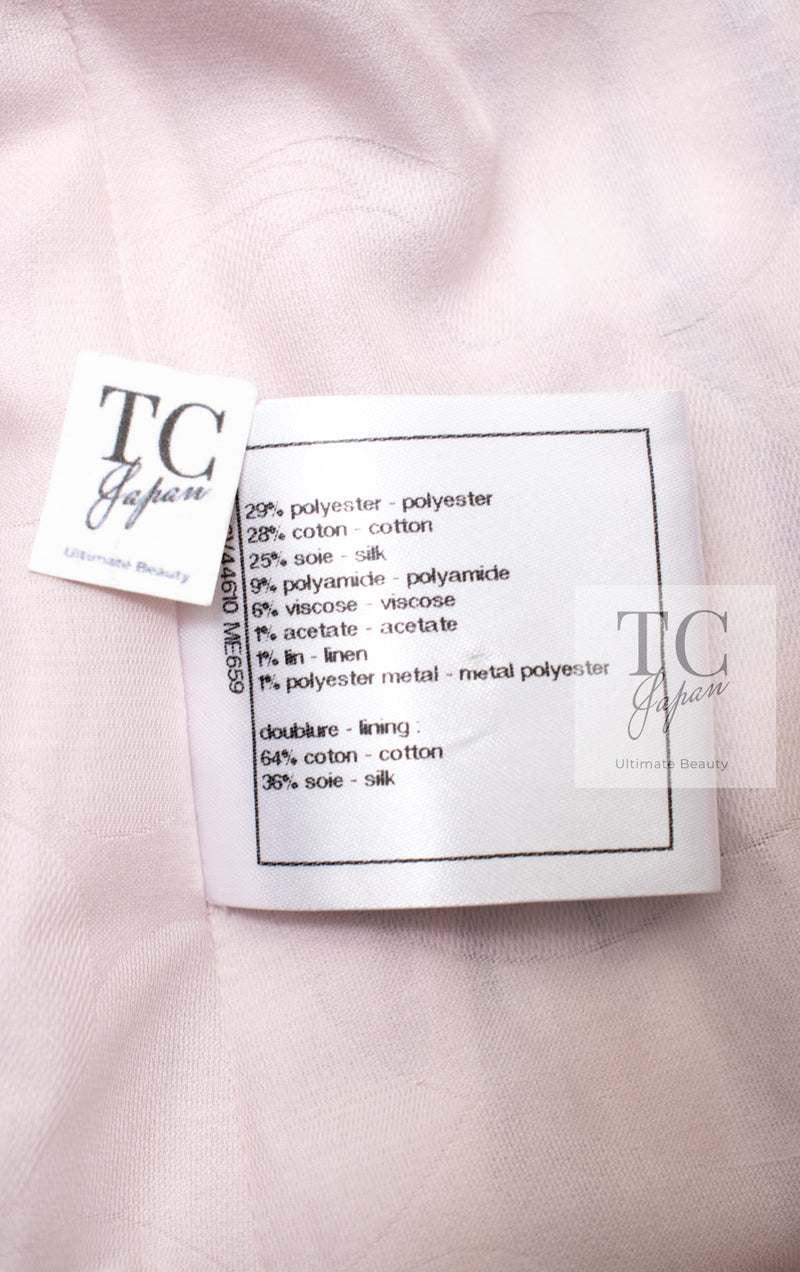 TC
Japan
Ultimate Beauty
29% polyester - polyester
28% coton - cotton
25% soie - silk
9% polyamide - polyamide
6% viscose - viscose
1% acetate - acetate
1% lin - linen
1% polyester metal - metal polyester
doublure - lining :
64% coton - cotton
36% soie - silk
V44610 ME659
TC
Japan
Ultimate Beauty